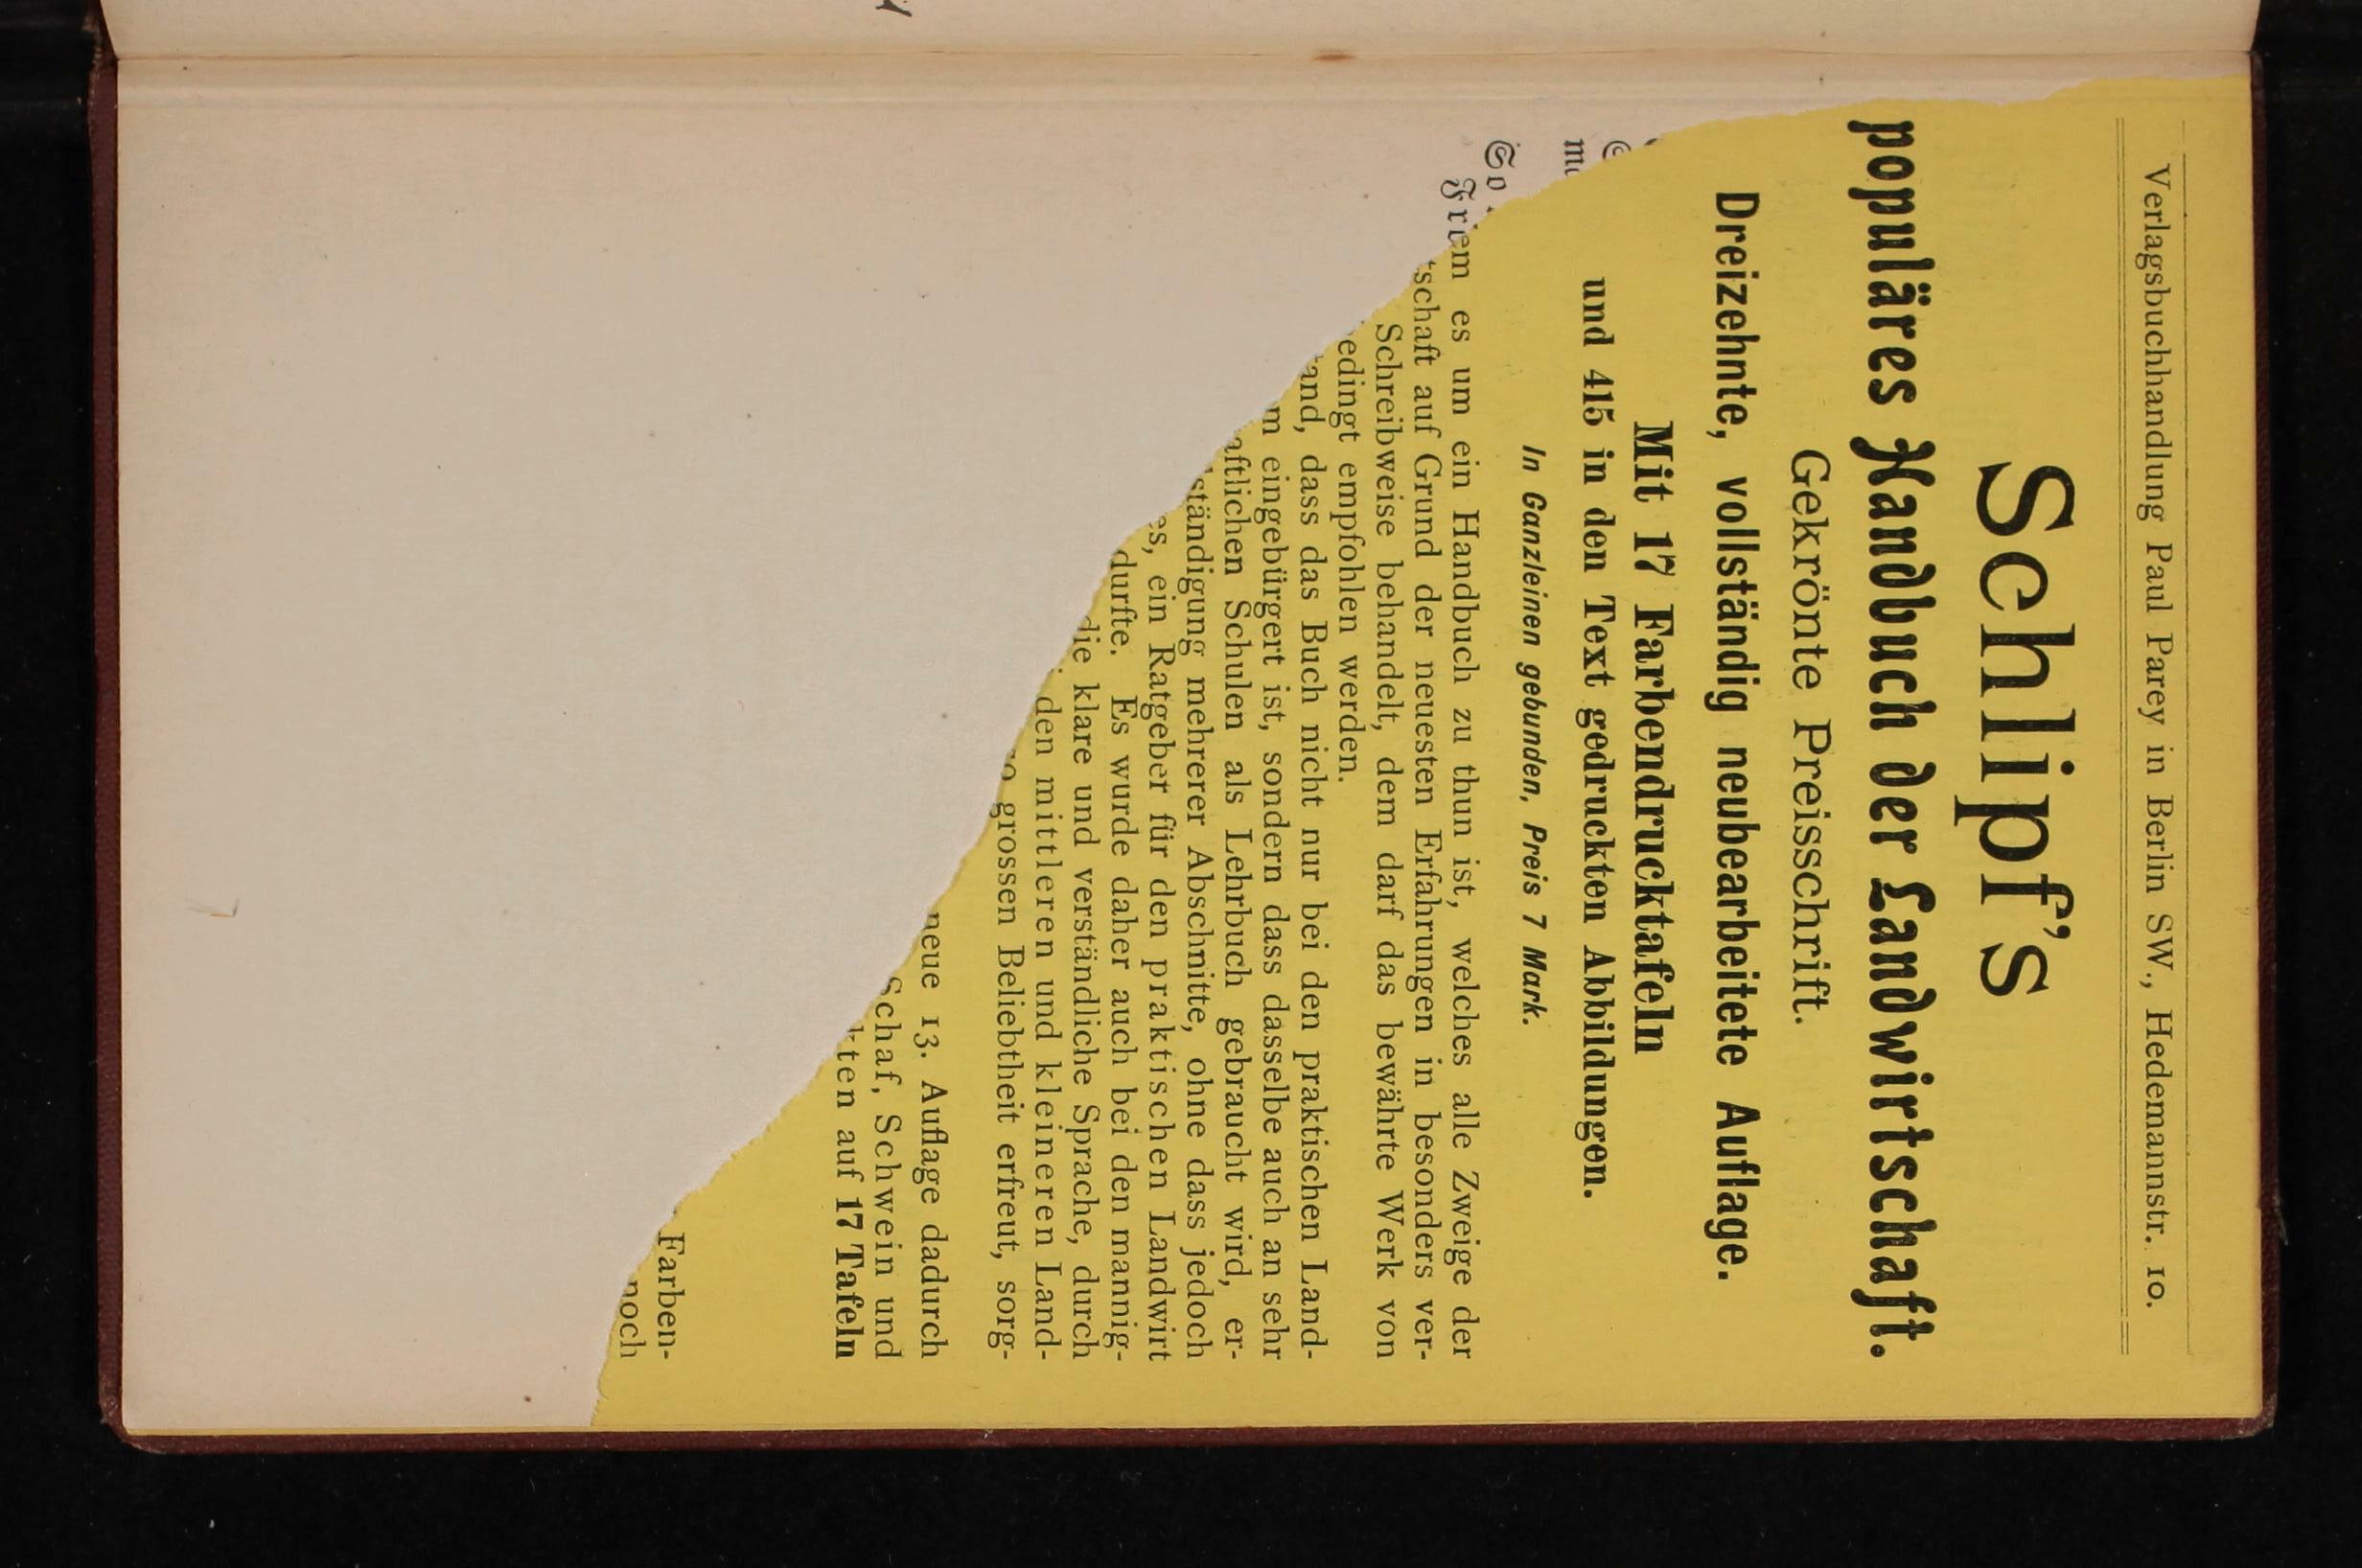 Verlagsbuchhandlung Paul Parey in Berlin SW., Hedemannstr. 10.
Schlipf's
populäres Handbuch der Landwirtschaft.
Gekrönte Preisschrift.
Dreizehnte, vollständig neubearbeitete Auflage.
Mit 17 Farbendrucktafeln
und 415 in den Text gedruckten Abbildungen.
In Ganzleinen gebunden, Preis 7 Mark.
es um ein Handbuch zu thun ist, welches alle Zweige der
schaft auf Grund der neuesten Erfahrungen in besonders ver-
Schreibweise behandelt, dem darf das bewährte Werk von
edingt empfohlen werden.
and, dass das Buch nicht nur bei den praktischen Land-
m eingebürgert ist, sondern dass dasselbe auch an sehr
aftlichen Schulen als Lehrbuch gebraucht wird, er-
ständigung mehrerer Abschnitte, ohne dass jedoch
es, ein Ratgeber für den praktischen Landwirt
durfte. Es wurde daher auch bei den mannig-
die klare und verständliche Sprache, durch
den mittleren und kleineren Land-
so grossen Beliebtheit erfreut, sorg-
neue 13. Auflage dadurch
Schaf, Schwein und
kten auf 17 Tafeln
Farben-
noch